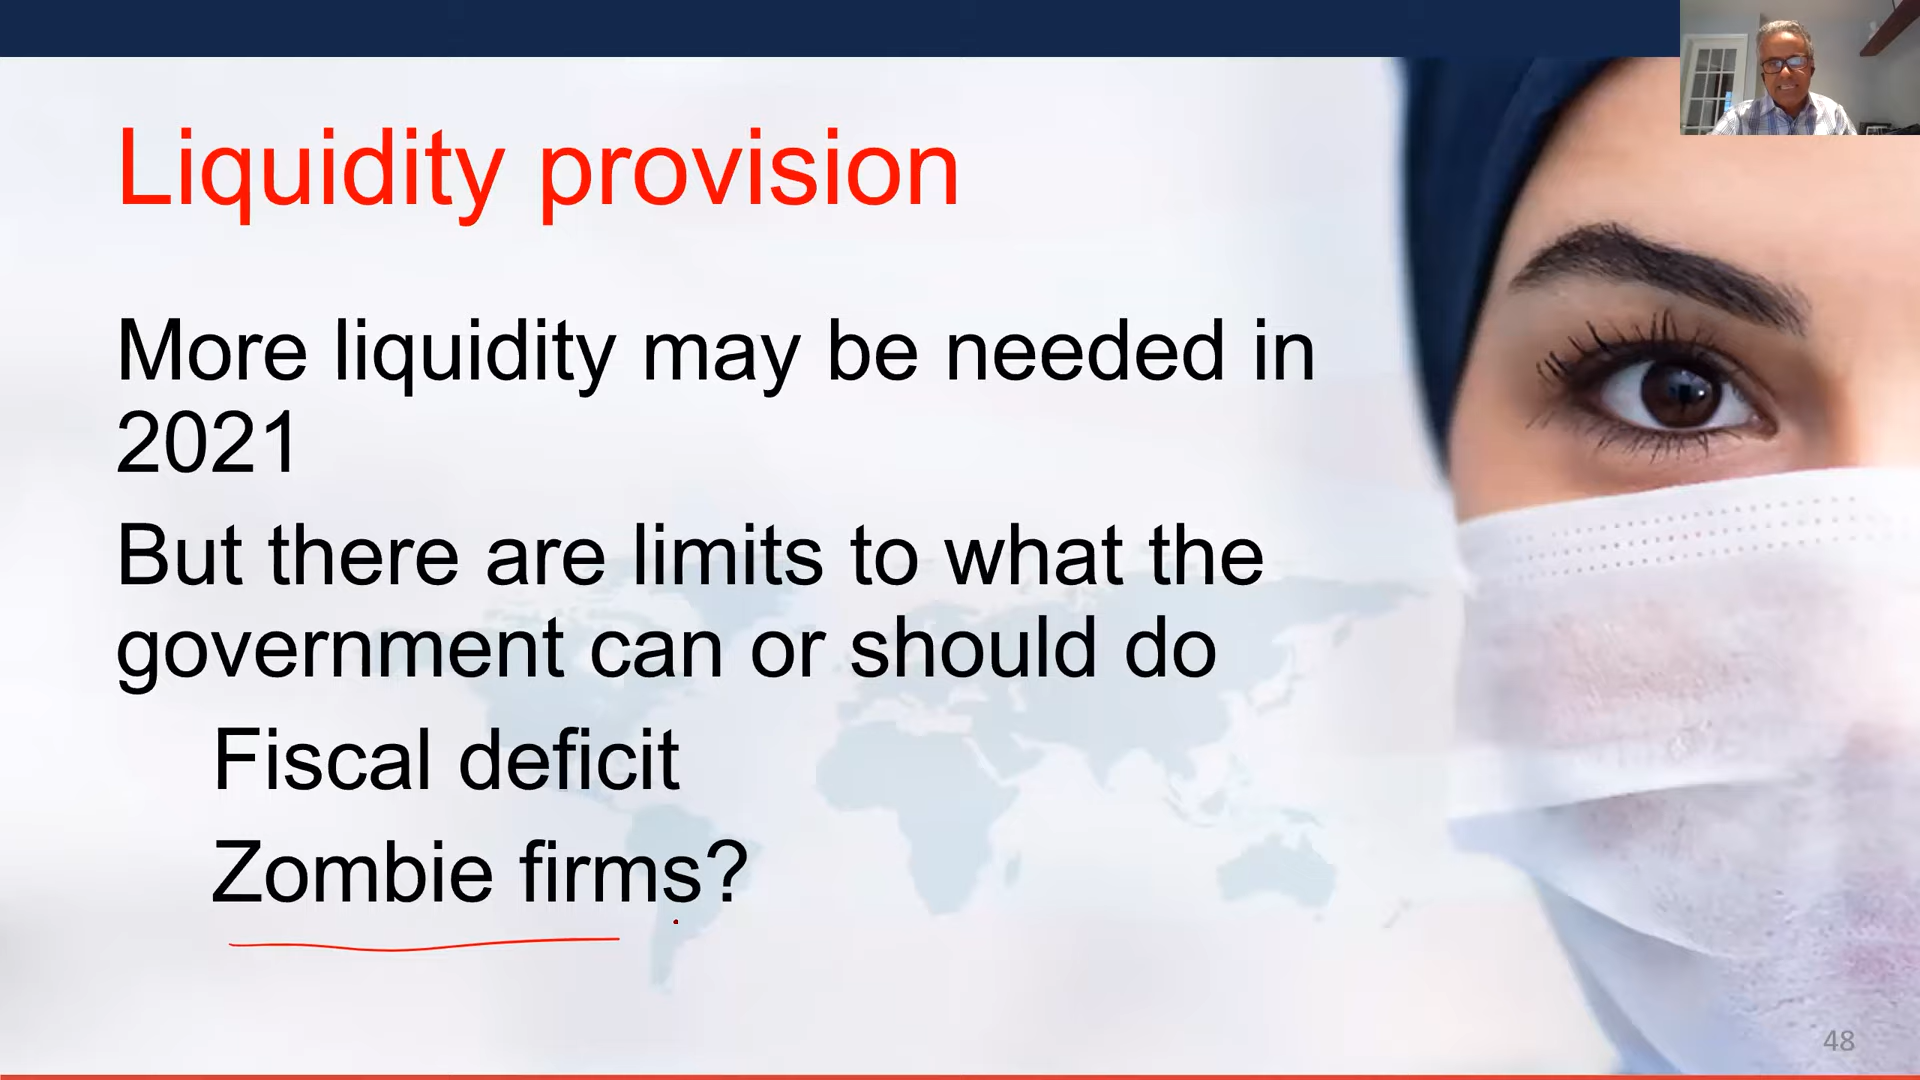 Liquidity provision
More liquidity may be needed in
2021
But there are limits to what the
government can or should do
Fiscal deficit
Zombie firms?
48